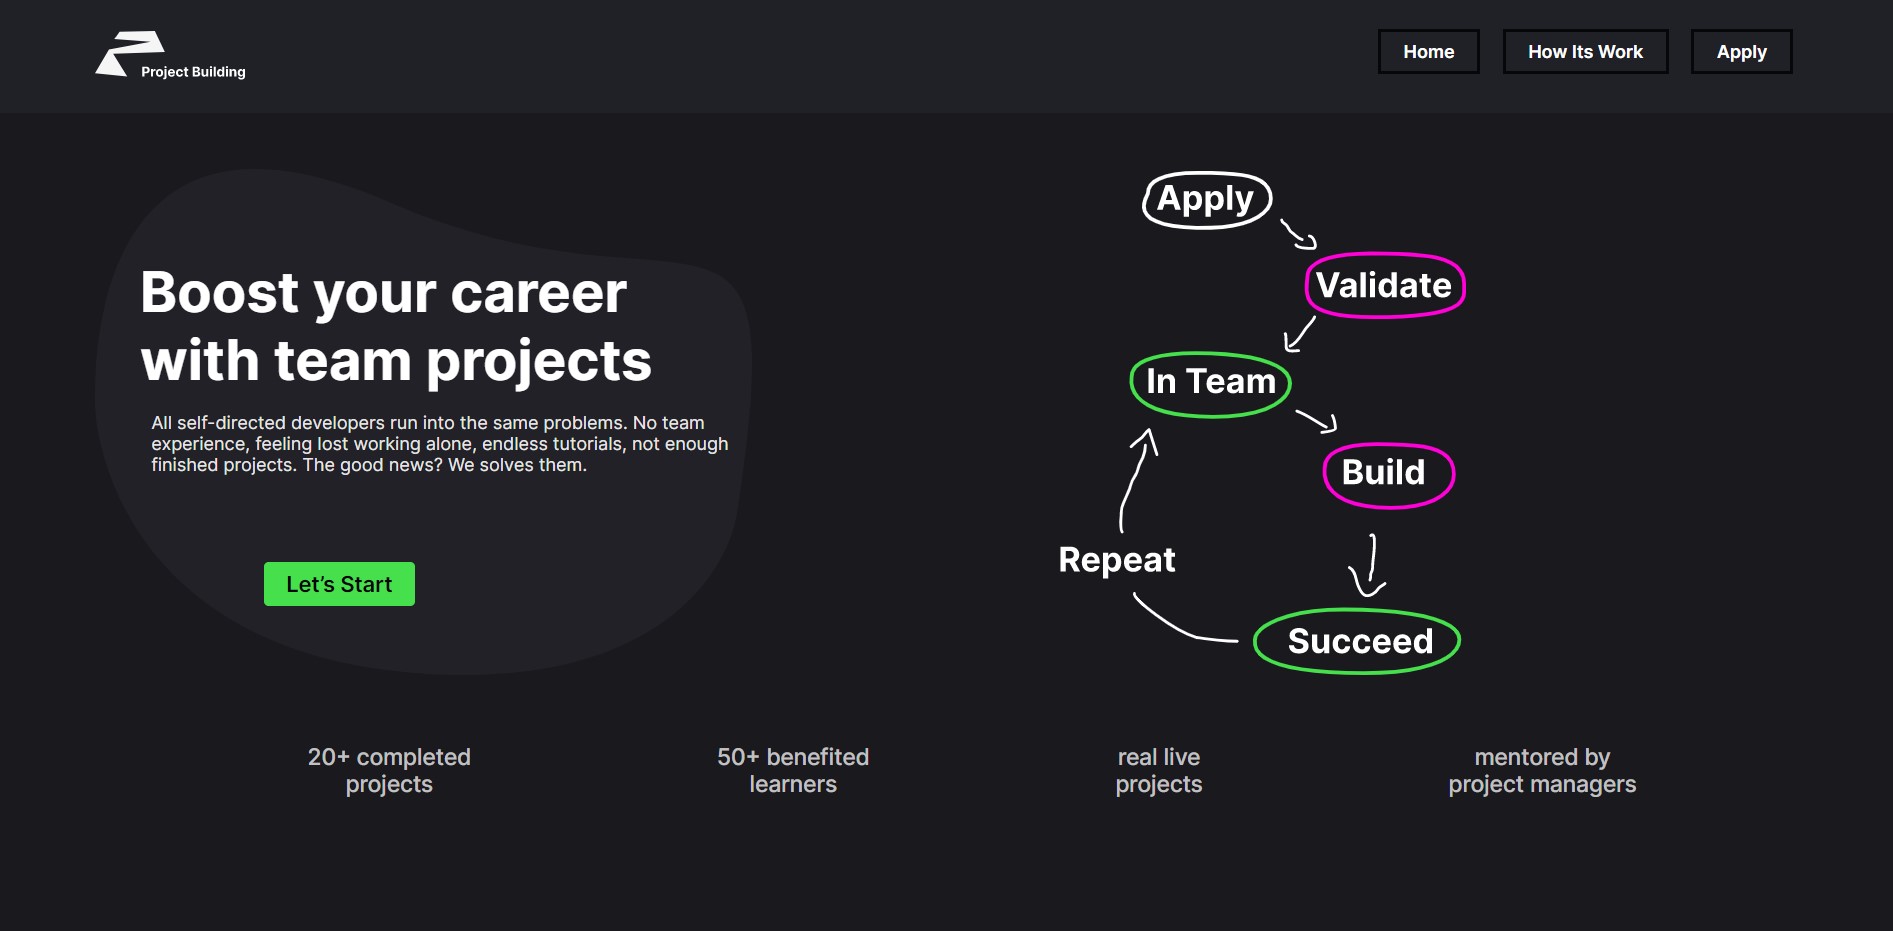 Project Building
Home
How Its Work
Apply
Boost your career
with team projects
All self-directed developers run into the same problems. No team
experience, feeling lost working alone, endless tutorials, not enough
finished projects. The good news? We solves them.
Let’s Start
Apply
Validate
In Team
Build
Repeat
Succeed
20+ completed
projects
50+ benefited
learners
real live
projects
mentored by
project managers